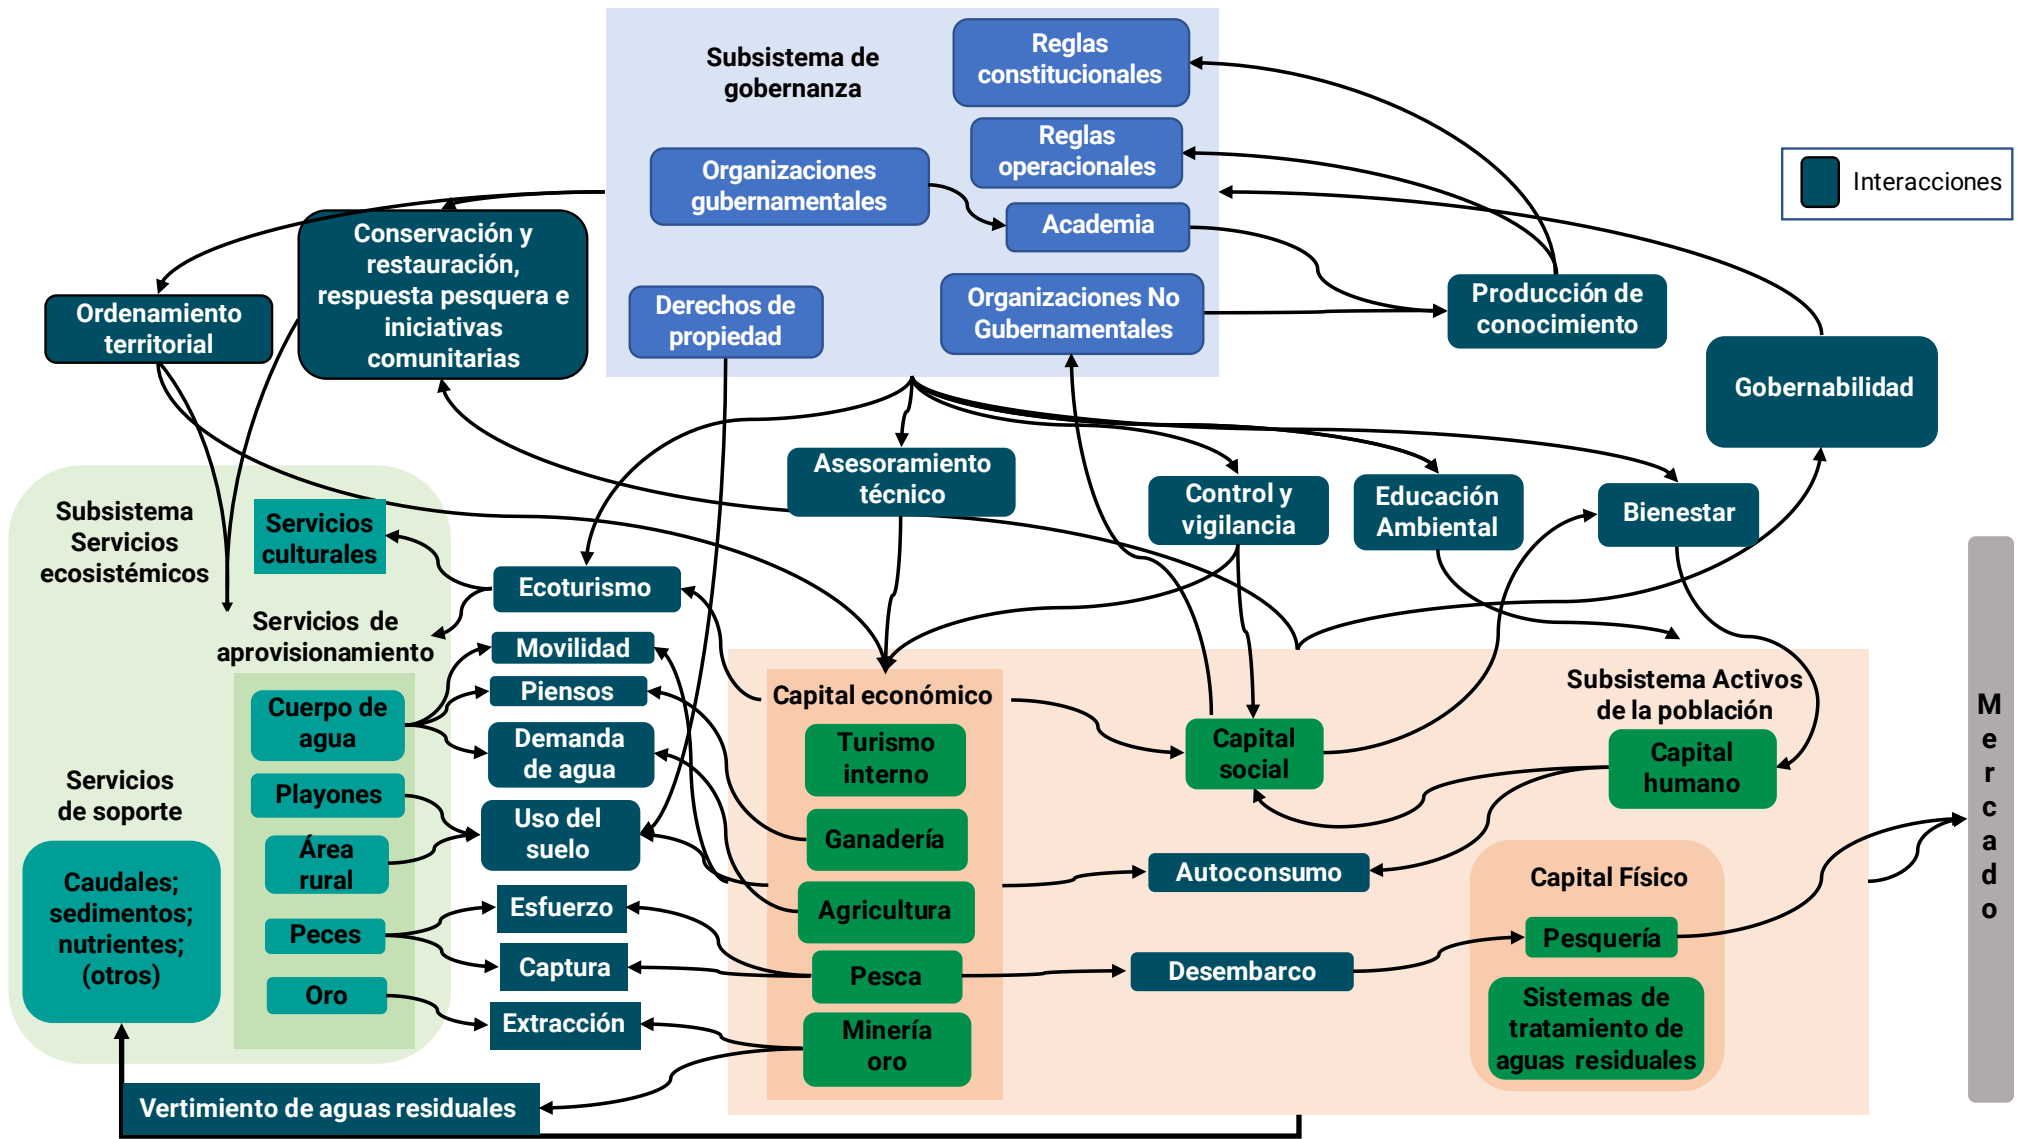 Subsistema de
gobernanza
Reglas
constitucionales
Reglas
operacionales
Organizaciones
gubernamentales
Academia
Derechos de
propiedad
Organizaciones No
Gubernamentales
Interacciones
Conservación y
restauración,
respuesta pesquera e
iniciativas
comunitarias
Ordenamiento
territorial
Producción de
conocimiento
Gobernabilidad
Asesoramiento
técnico
Control y
vigilancia
Educación
Ambiental
Bienestar
Subsistema
Servicios
ecosistémicos
Servicios
culturales
Ecoturismo
Servicios de
aprovisionamiento
Movilidad
Piensos
Cuerpo de
agua
Demanda
de agua
Playones
Uso del
suelo
Área
rural
Servicios
de soporte
Caudales;
sedimentos;
nutrientes;
(otros)
Peces
Esfuerzo
Captura
Oro
Extracción
Vertimiento de aguas residuales
Capital económico
Turismo
interno
Ganadería
Agricultura
Pesca
Minería
oro
Capital
social
Subsistema Activos
de la población
Capital
humano
Autoconsumo
Desembarco
Capital Físico
Pesquería
Sistemas de
tratamiento de
aguas residuales
M
e
r
c
a
d
o